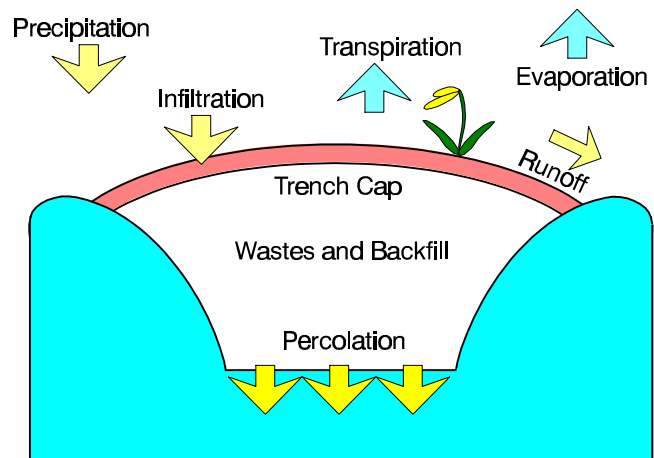 Precipitation
Transpiration
Evaporation
Infiltration
Runoff
Trench Cap
Wastes and Backfill
Percolation